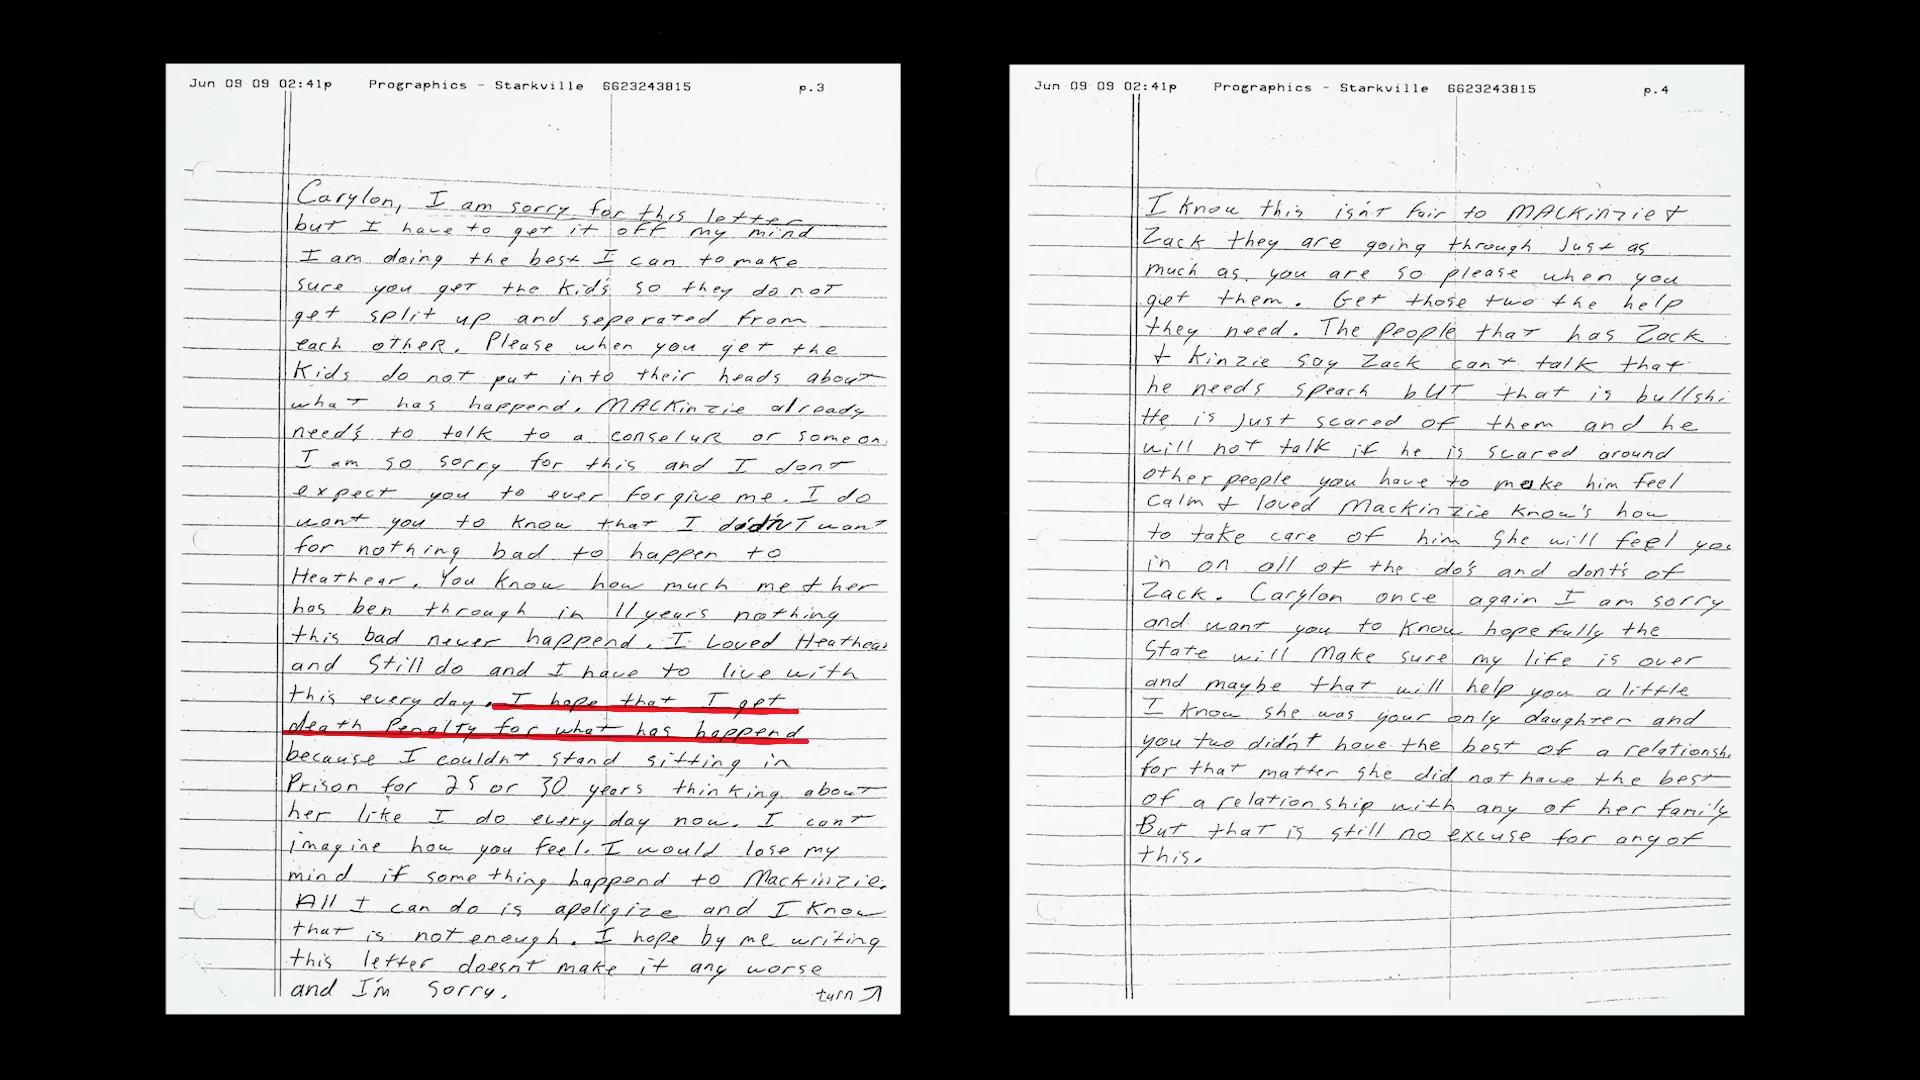 Jun 09 09 02:41p Prographics - Starkville 6623243815 p.3
Carylon, I am sorry for this letter
but I have to get it off my mind
I am doing the best I can to make
sure you get the kid's so they do not
get split up and seperated from
each other. Please when you get the
Kids do not put into their heads about
what has happend. MACKinzie already
need's to talk to a conseluR or someon
I am so sorry for this and I dont
expect you to ever forgive me. I do
want you to know that I didn't want
for nothing bad to happen to
Heathear. You know how much me + her
has ben through in 11 years nothing
this bad never happend. I Loved Heathear
and Still do and I have to live with
this every day. I hope that I get
death Penalty for what has happend
because I couldn't stand sitting in
Prison for 25 or 30 years thinking about
her like I do every day now. I can't
imagine how you feel. I would lose my
mind if something happend to Mackinzie.
All I can do is apoligize and I know
that is not enough. I hope by me writing
this letter doesn't make it any worse
and I'm sorry.
turn
Jun 09 09 02:41p Prographics - Starkville 6623243815 p.4
I know this isn't fair to MACKinzie +
Zack they are going through Just as
much as you are so please when you
get them. Get those two the help
they need. The people that has Zack
+ Kinzie say Zack can't talk that
he needs speach but that is bullshi
He is Just scared of them and he
will not talk if he is scared around
other people you have to make him feel
calm + loved Mackinzie know's how
to take care of him she will feel you
in on all of the do's and dont's of
Zack. Carylon once again I am sorry
and want you to know hopefully the
State will Make sure my life is over
and maybe that will help you a little
I know she was your only daughter and
you two didn't have the best of a relationsh
for that matter she did not have the best
of a relationship with any of her family
But that is still no excuse for any of
this.